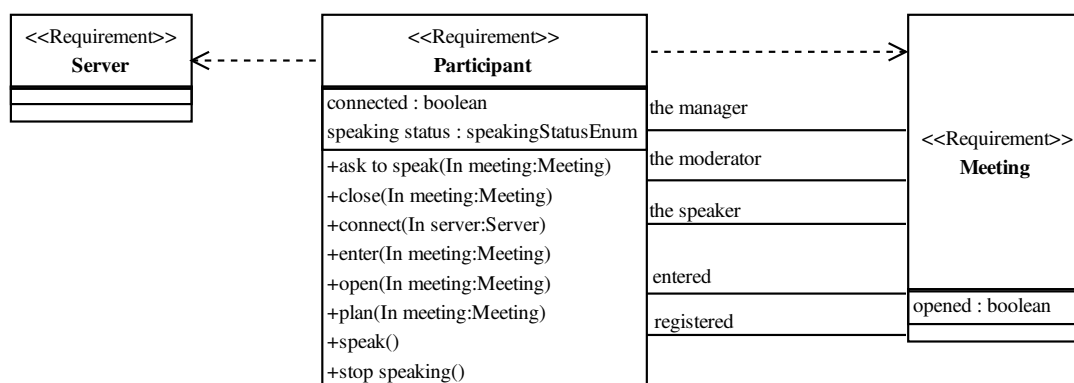 <<Requirement>>
Server
<<Requirement>>
Participant
connected : boolean
speaking status : speakingStatusEnum
+ask to speak(In meeting:Meeting)
+close(In meeting:Meeting)
+connect(In server:Server)
+enter(In meeting:Meeting)
+open(In meeting:Meeting)
+plan(In meeting:Meeting)
+speak()
+stop speaking()
the manager
the moderator
the speaker
entered
registered
<<Requirement>>
Meeting
opened : boolean